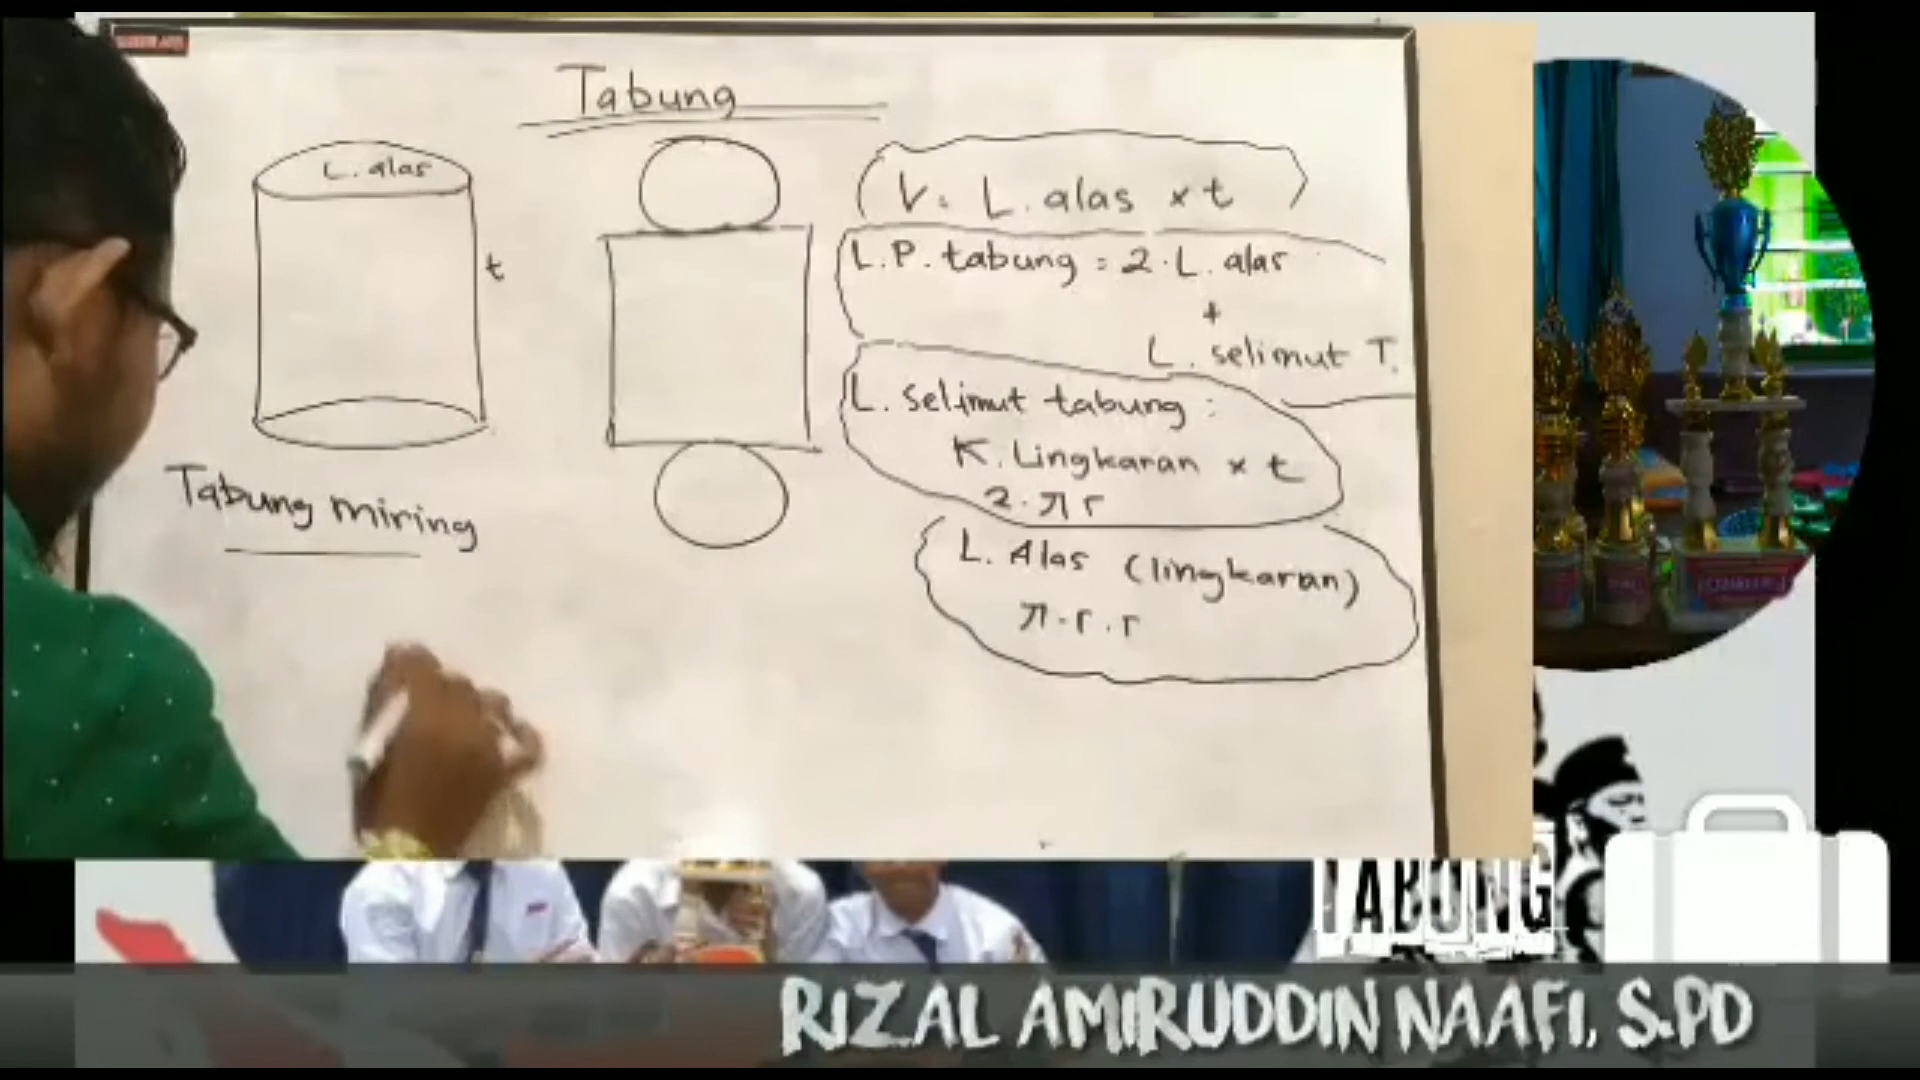 Tabung
L. alas
t
Tabung miring
V = L. alas × t
L.P. tabung = 2 · L. alas
+
L. selimut T.
L. selimut tabung :
K. Lingkaran × t
2 · π r
L. Alas (lingkaran)
π · r · r
TABUNG
RIZAL AMIRUDDIN NAAFI, S.PD